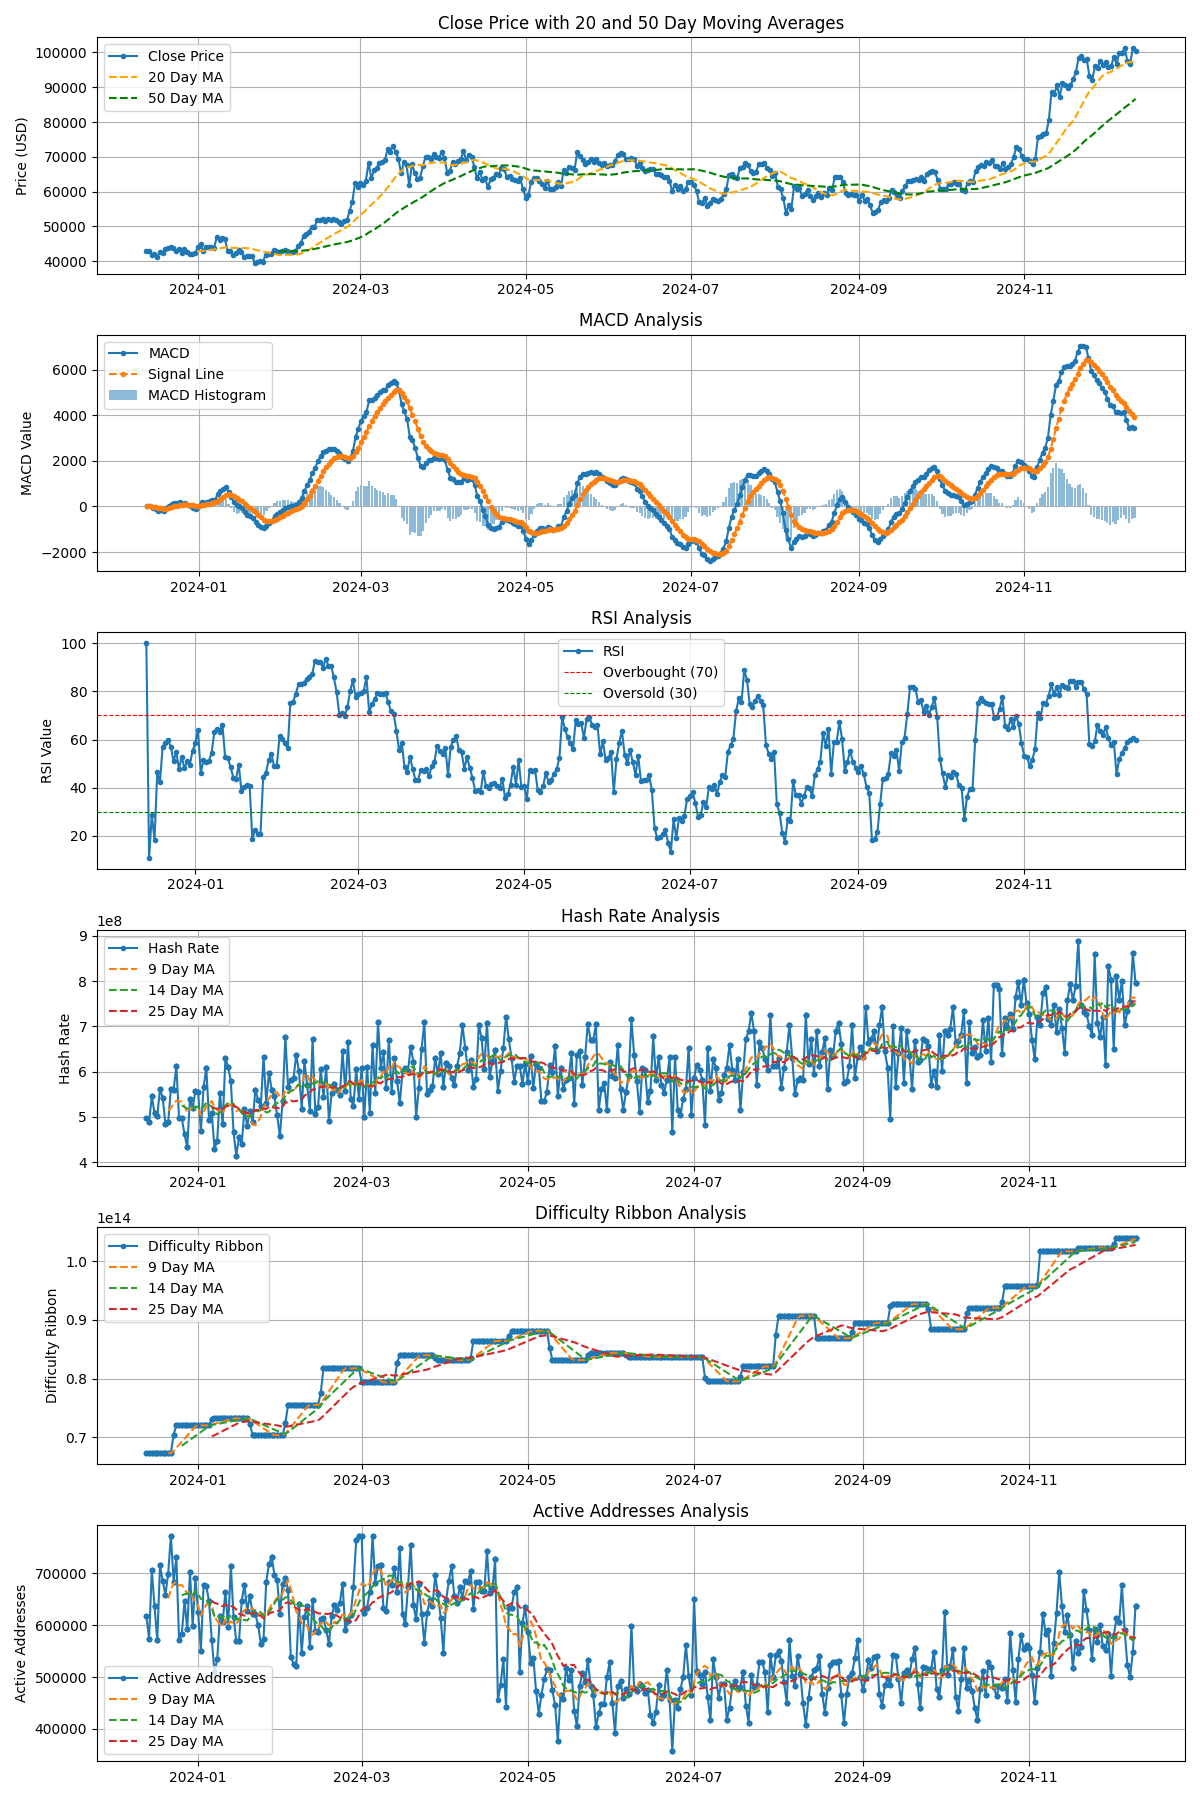 Close Price with 20 and 50 Day Moving Averages
Price (USD)
100000
90000
80000
70000
60000
50000
40000
Close Price
20 Day MA
50 Day MA
2024-01 2024-03 2024-05 2024-07 2024-09 2024-11
MACD Analysis
MACD Value
6000
4000
2000
0
−2000
MACD
Signal Line
MACD Histogram
2024-01 2024-03 2024-05 2024-07 2024-09 2024-11
RSI Analysis
RSI Value
100
80
60
40
20
RSI
Overbought (70)
Oversold (30)
2024-01 2024-03 2024-05 2024-07 2024-09 2024-11
Hash Rate Analysis
1e8
Hash Rate
9
8
7
6
5
4
Hash Rate
9 Day MA
14 Day MA
25 Day MA
2024-01 2024-03 2024-05 2024-07 2024-09 2024-11
Difficulty Ribbon Analysis
1e14
Difficulty Ribbon
1.0
0.9
0.8
0.7
Difficulty Ribbon
9 Day MA
14 Day MA
25 Day MA
2024-01 2024-03 2024-05 2024-07 2024-09 2024-11
Active Addresses Analysis
Active Addresses
700000
600000
500000
400000
Active Addresses
9 Day MA
14 Day MA
25 Day MA
2024-01 2024-03 2024-05 2024-07 2024-09 2024-11